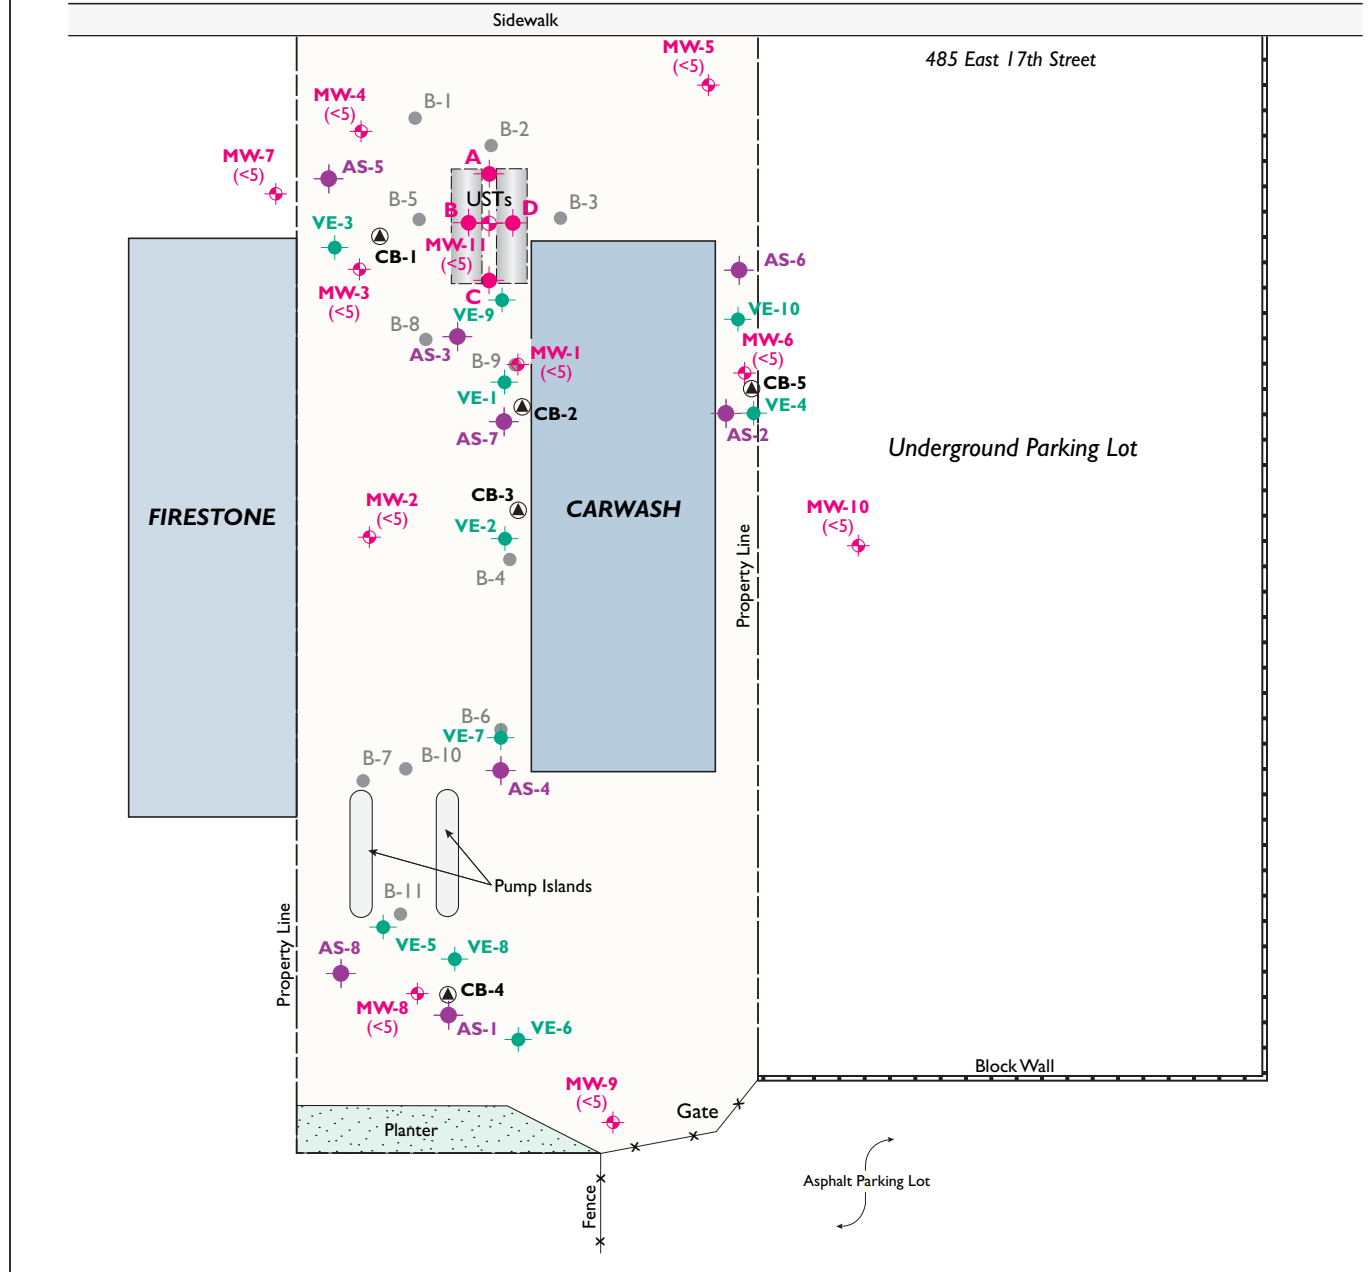 Sidewalk
485 East 17th Street
MW-5
(<5)
MW-4
(<5)
B-1
B-2
MW-7
(<5)
AS-5
A
USTs
B-5
B
D
B-3
VE-3
CB-1
MW-11
(<5)
MW-3
(<5)
C
AS-6
VE-10
VE-9
B-8
AS-3
MW-6
(<5)
B-9
MW-1
(<5)
CB-5
VE-1
CB-2
VE-4
AS-7
AS-2
Underground Parking Lot
FIRESTONE
CARWASH
MW-2
(<5)
CB-3
VE-2
B-4
MW-10
(<5)
Property Line
B-6
VE-7
B-7
B-10
AS-4
Pump Islands
B-11
Property Line
VE-5
VE-8
AS-8
CB-4
MW-8
(<5)
AS-1
VE-6
Block Wall
MW-9
(<5)
Gate
Planter
Asphalt Parking Lot
Fence